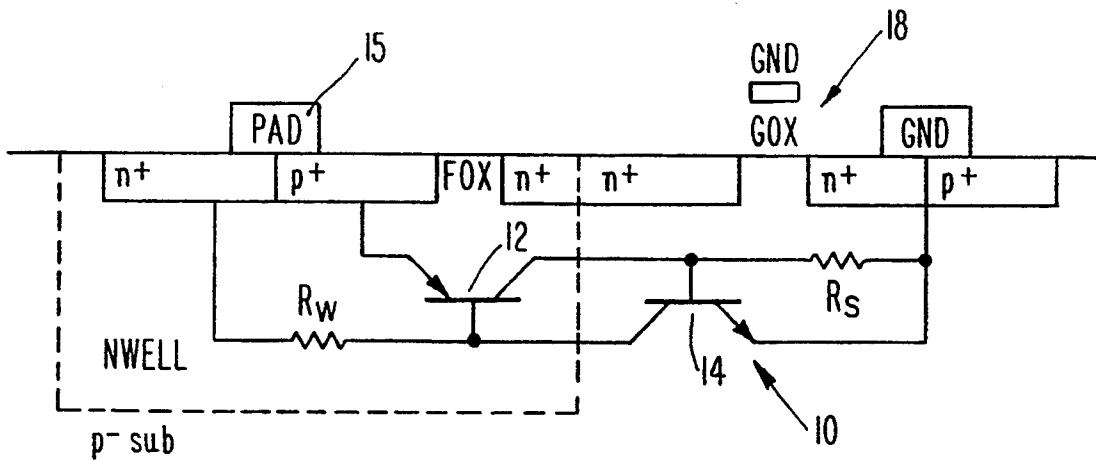 18
15
GND
PAD
GOX
GND
n+
p+
FOX
n+
n+
n+
p+
12
RW
RS
NWELL
14
10
p- sub